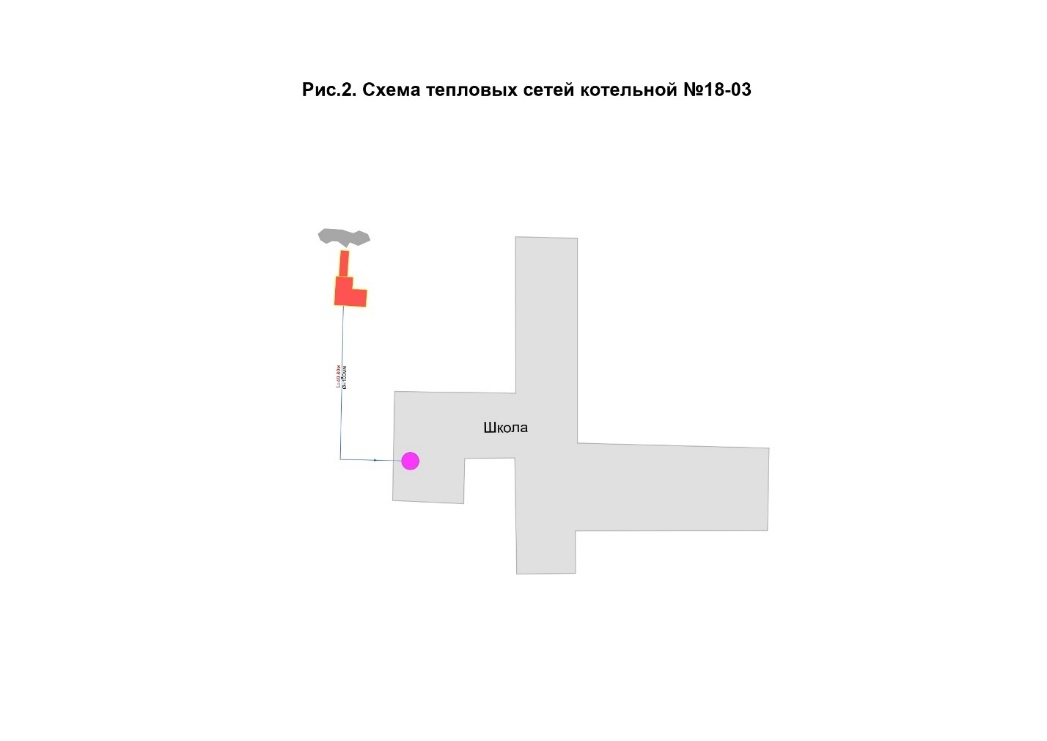 Рис.2. Схема тепловых сетей котельной №18-03
Школа